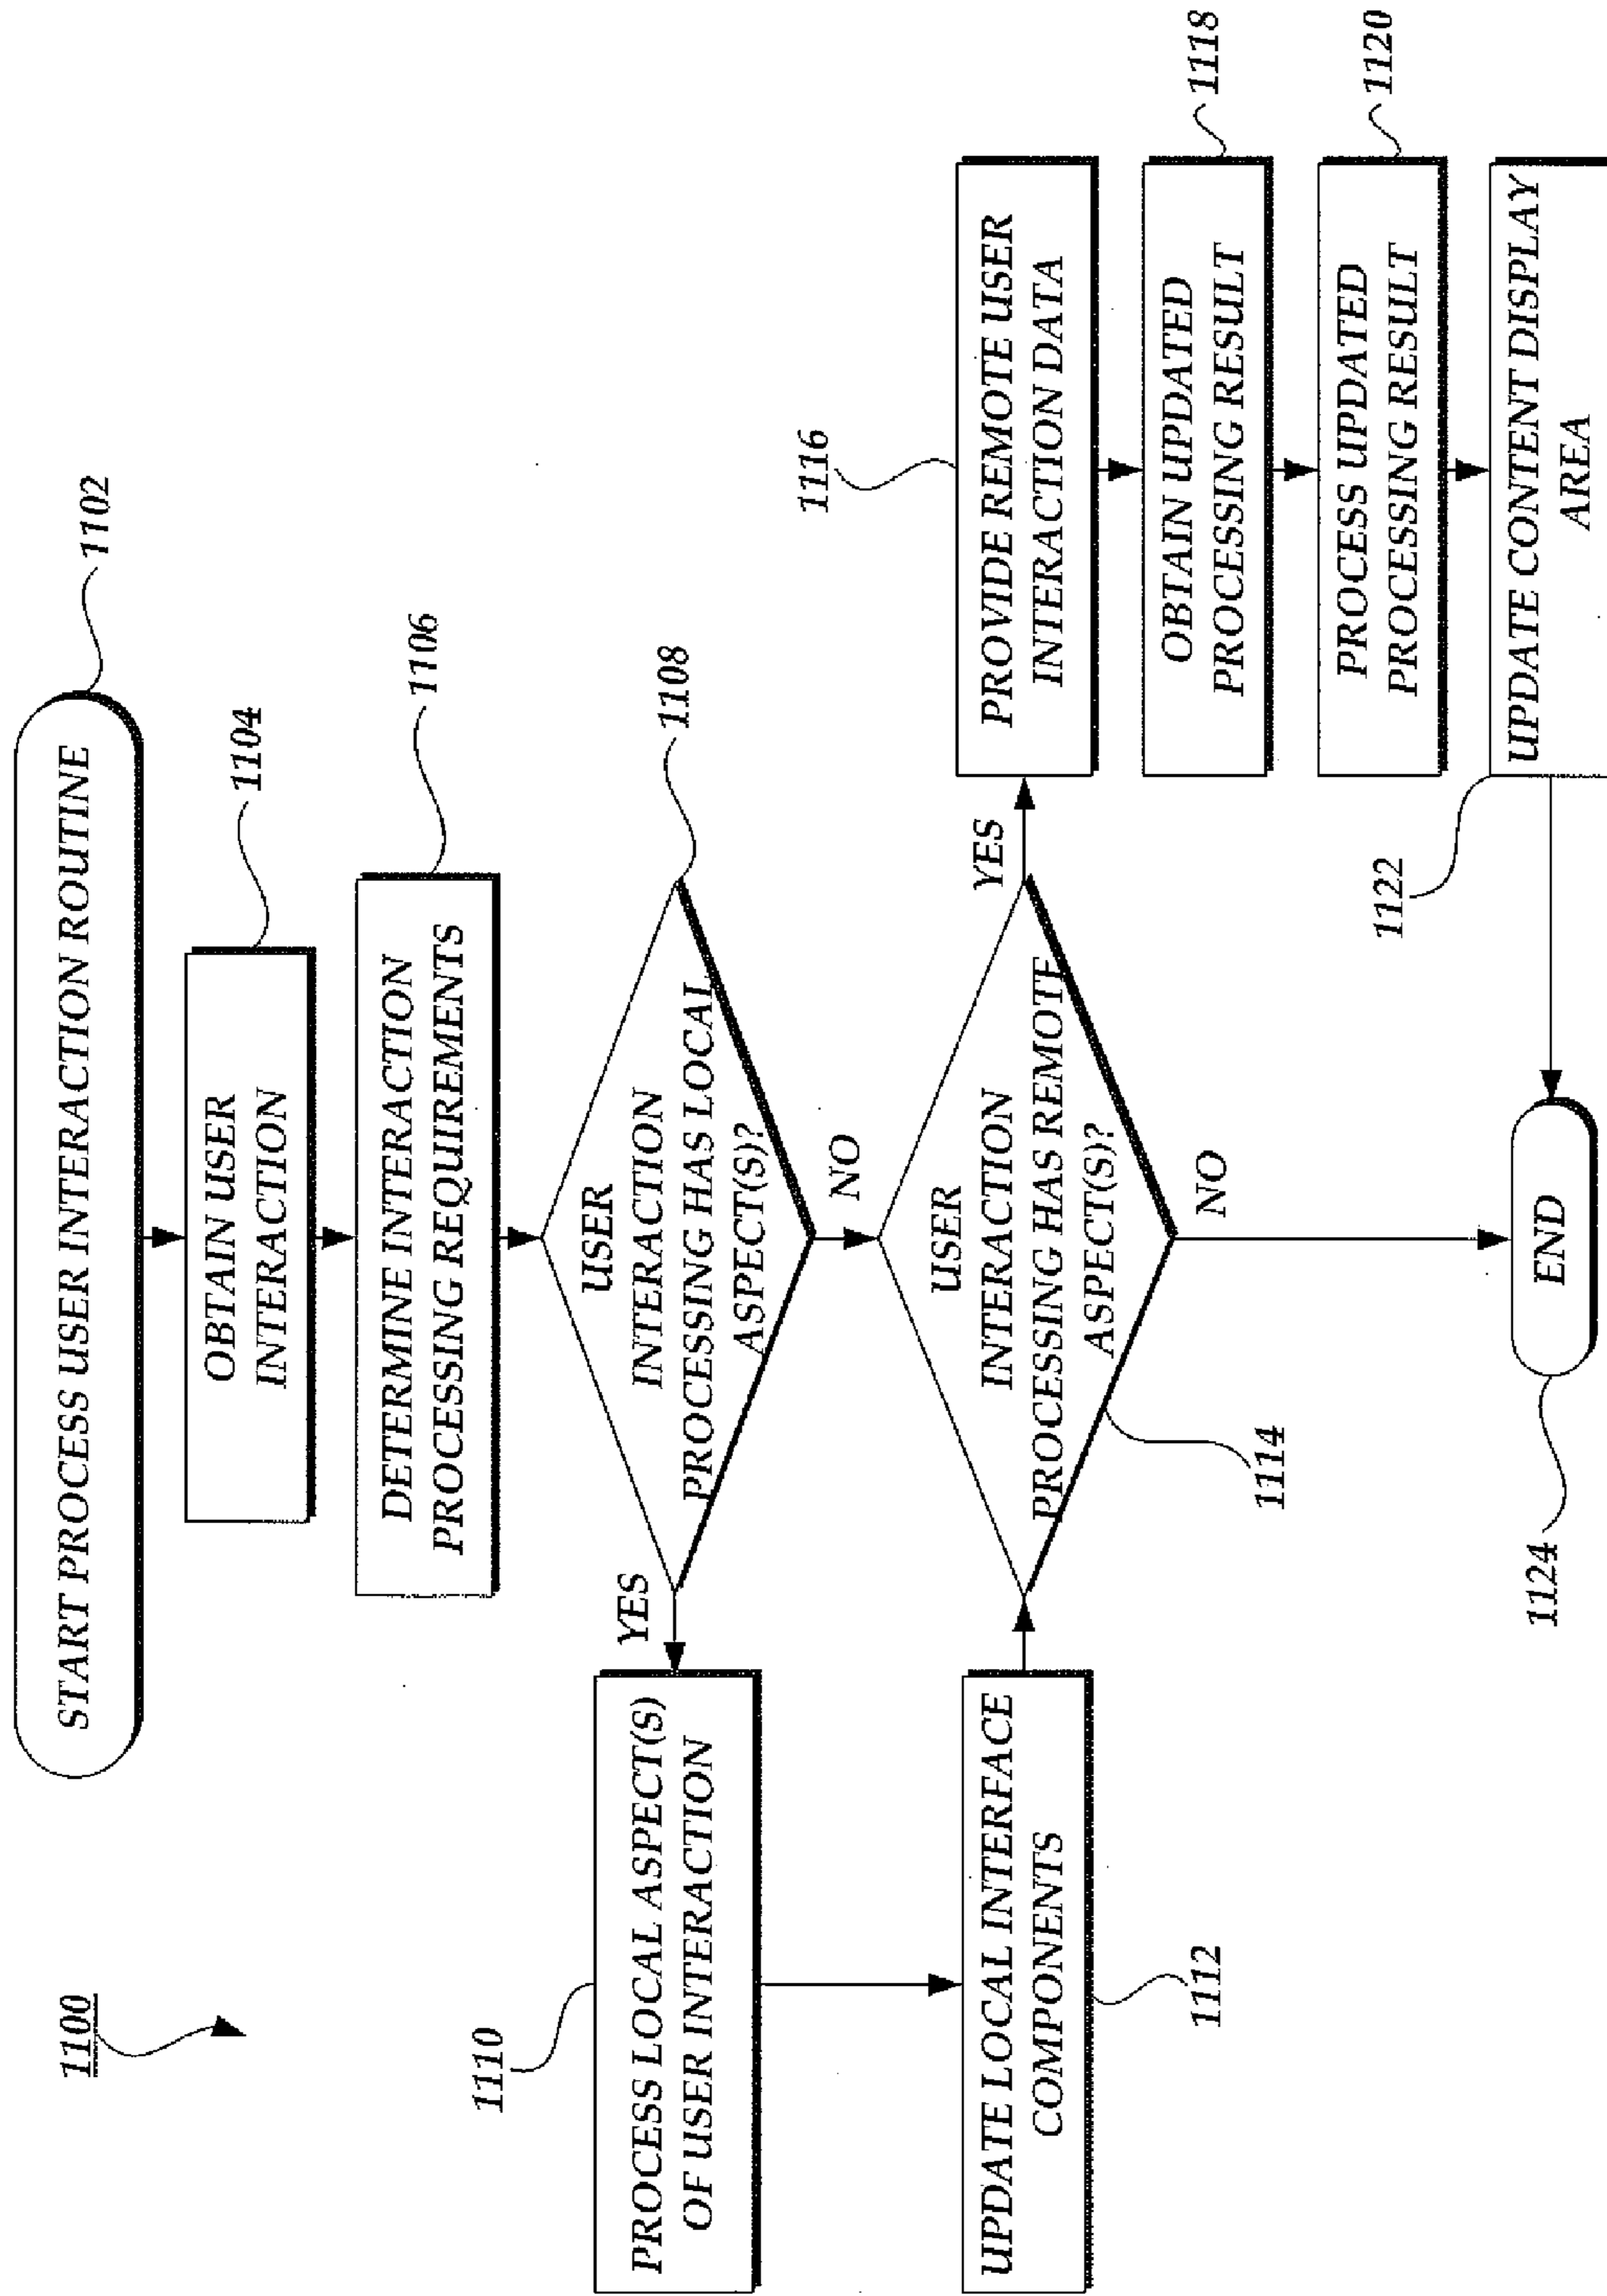 1100
START PROCESS USER INTERACTION ROUTINE
1102
OBTAIN USER
INTERACTION
1104
DETERMINE INTERACTION
PROCESSING REQUIREMENTS
1106
USER
INTERACTION
PROCESSING HAS LOCAL
ASPECT(S)?
1108
YES
NO
1110
PROCESS LOCAL ASPECT(S)
OF USER INTERACTION
UPDATE LOCAL INTERFACE
COMPONENTS
1112
USER
INTERACTION
PROCESSING HAS REMOTE
ASPECT(S)?
1114
YES
NO
1116
PROVIDE REMOTE USER
INTERACTION DATA
OBTAIN UPDATED
PROCESSING RESULT
1118
PROCESS UPDATED
PROCESSING RESULT
1120
UPDATE CONTENT DISPLAY
AREA
1122
END
1124